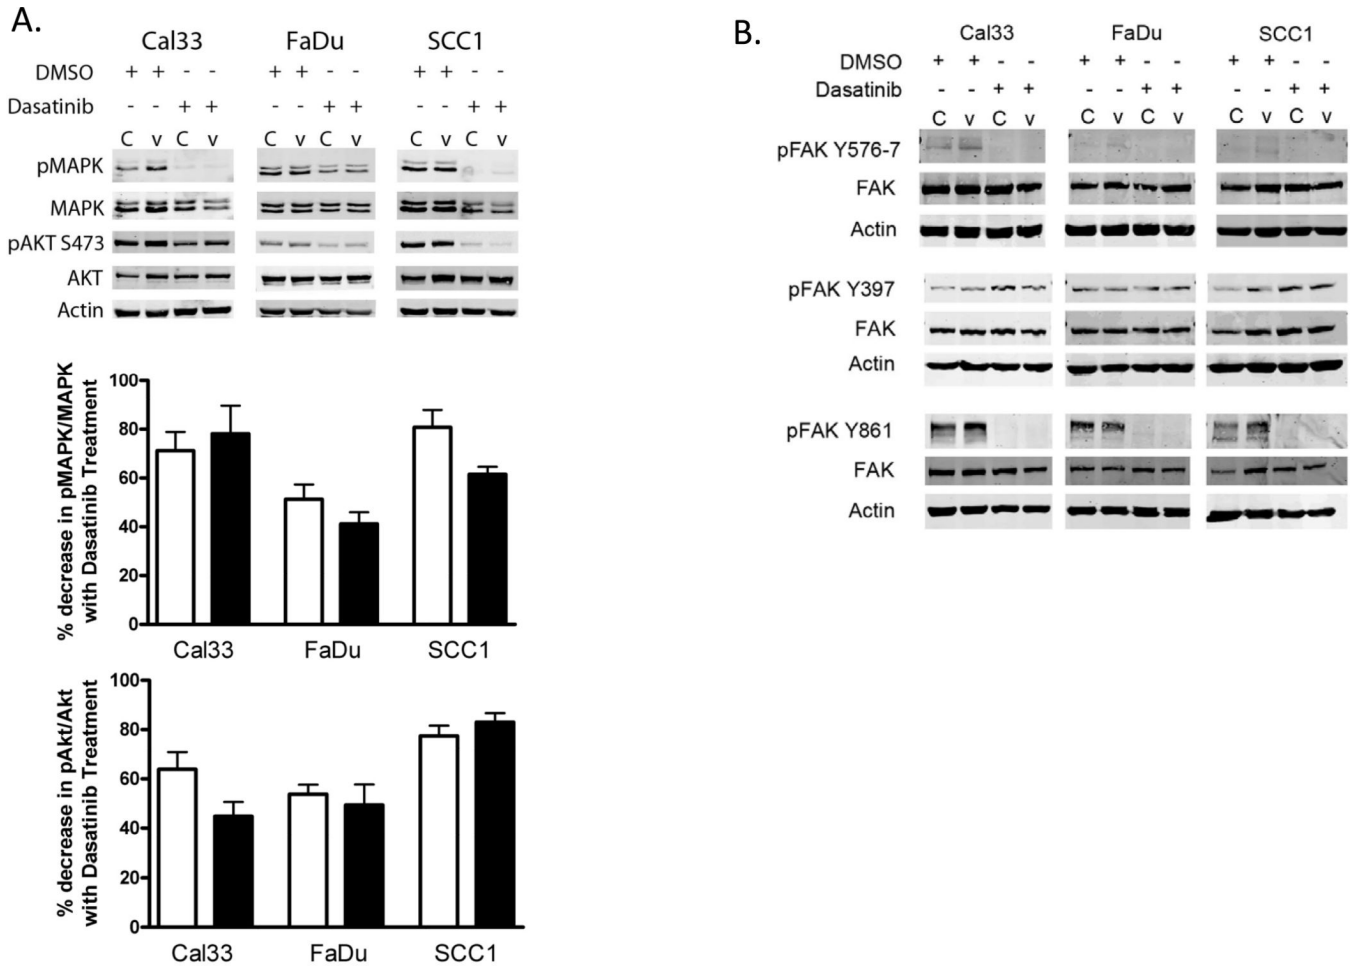 A.
Cal33 FaDu SCC1
DMSO + + - - + + - - + + - -
Dasatinib - - + + - - + + - - + +
C v C v C v C v C v C v
pMAPK
MAPK
pAKT S473
AKT
Actin
% decrease in pMAPK/MAPK
with Dasatinib Treatment
100
80
60
40
20
0
Cal33 FaDu SCC1
% decrease in pAkt/Akt
with Dasatinib Treatment
100
80
60
40
20
0
Cal33 FaDu SCC1
B.
Cal33 FaDu SCC1
DMSO + + - - + + - - + + - -
Dasatinib - - + + - - + + - - + +
C v C v C v C v C v C v
pFAK Y576-7
FAK
Actin
pFAK Y397
FAK
Actin
pFAK Y861
FAK
Actin